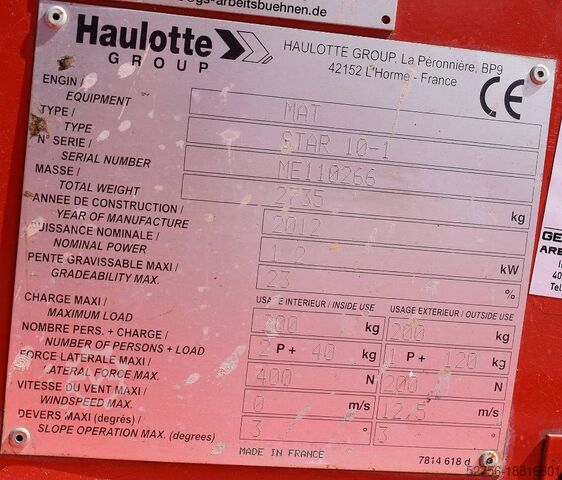 gs-arbeitsbuehnen.de
Haulotte
GROUP
HAULOTTE GROUP, La Péronnière, BP9
42152 L'Horme - France
CE
ENGIN /
EQUIPMENT
MAT
TYPE /
TYPE
STAR 10-1
N° SERIE /
SERIAL NUMBER
ME110266
MASSE /
TOTAL WEIGHT
2735 kg
ANNEE DE CONSTRUCTION /
YEAR OF MANUFACTURE
2012
PUISSANCE NOMINALE /
NOMINAL POWER
kW
PENTE GRAVISSABLE MAXI /
GRADEABILITY MAX.
23 %
USAGE INTERIEUR / INSIDE USE USAGE EXTERIEUR / OUTSIDE USE
CHARGE MAXI /
MAXIMUM LOAD
200 kg 200 kg
NOMBRE PERS. + CHARGE /
NUMBER OF PERSONS + LOAD
2 P + 40 kg 1 P + 120 kg
FORCE LATERALE MAXI /
LATERAL FORCE MAX.
400 N 200 N
VITESSE DU VENT MAXI /
WINDSPEED MAX.
0 m/s 12,5 m/s
DEVERS MAXI (degrés) /
SLOPE OPERATION MAX. (degrees)
3 ° 3 °
MADE IN FRANCE
7814 618 d
GE
ARE
40
Tel